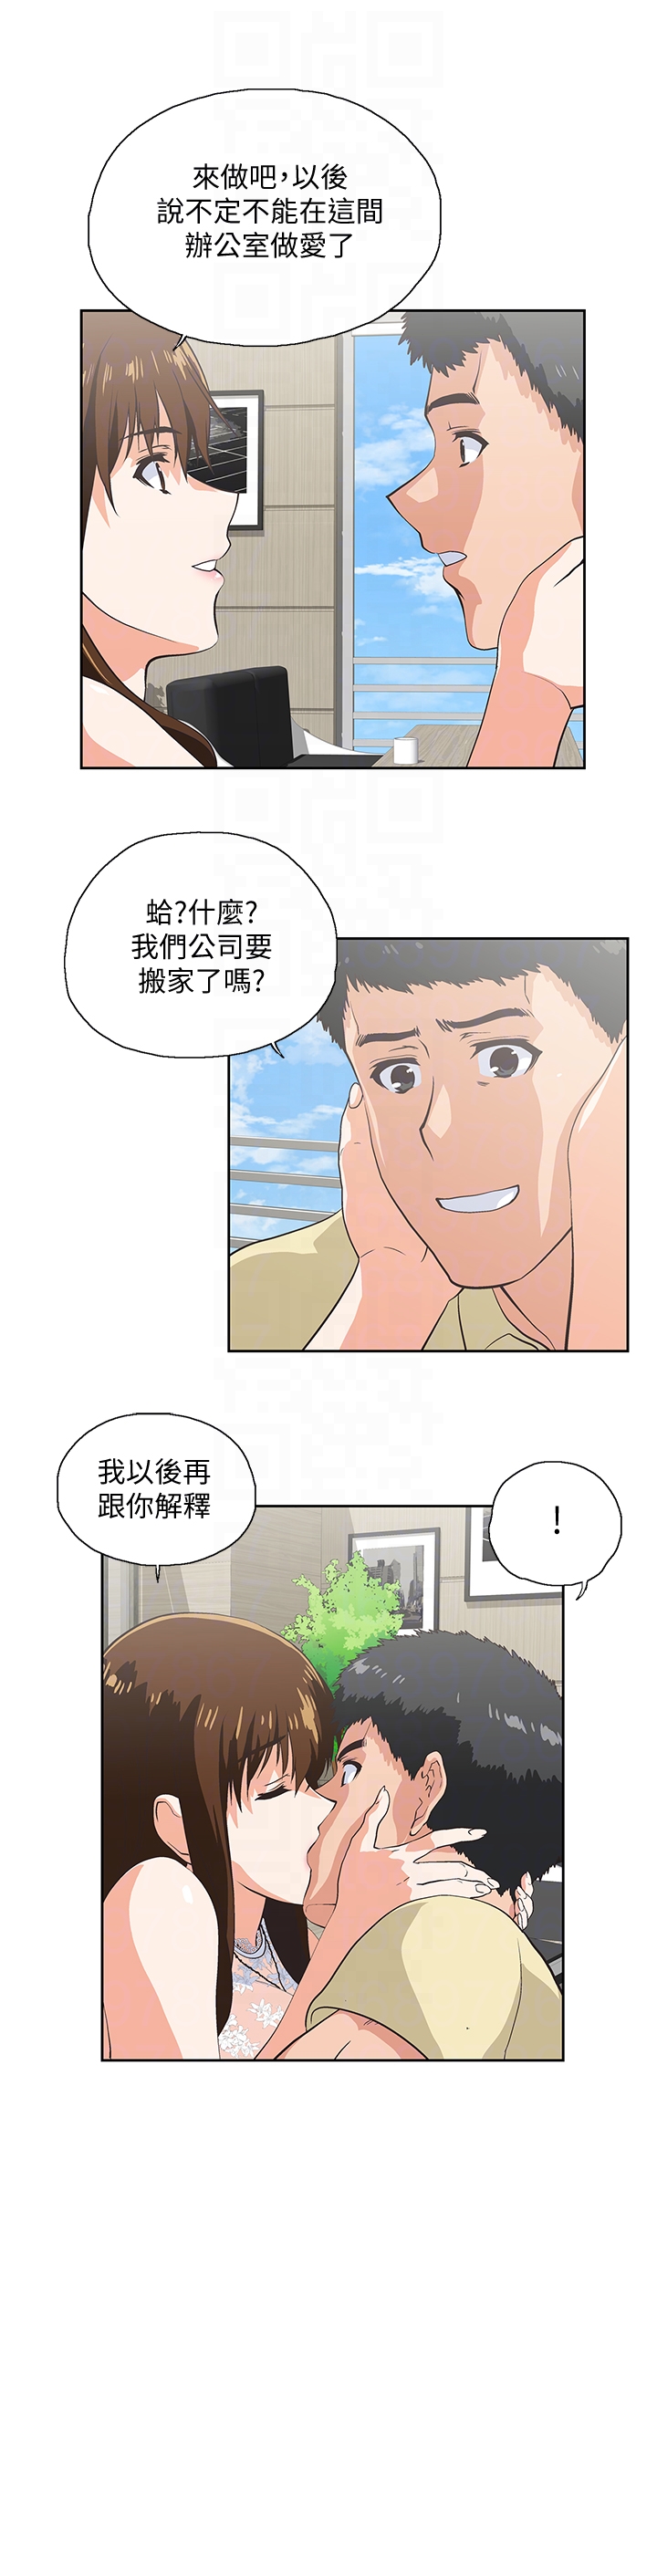 來做吧,以後
說不定不能在這間
辦公室做愛了
蛤?什麼?
我們公司要
搬家了嗎?
我以後再
跟你解釋
!